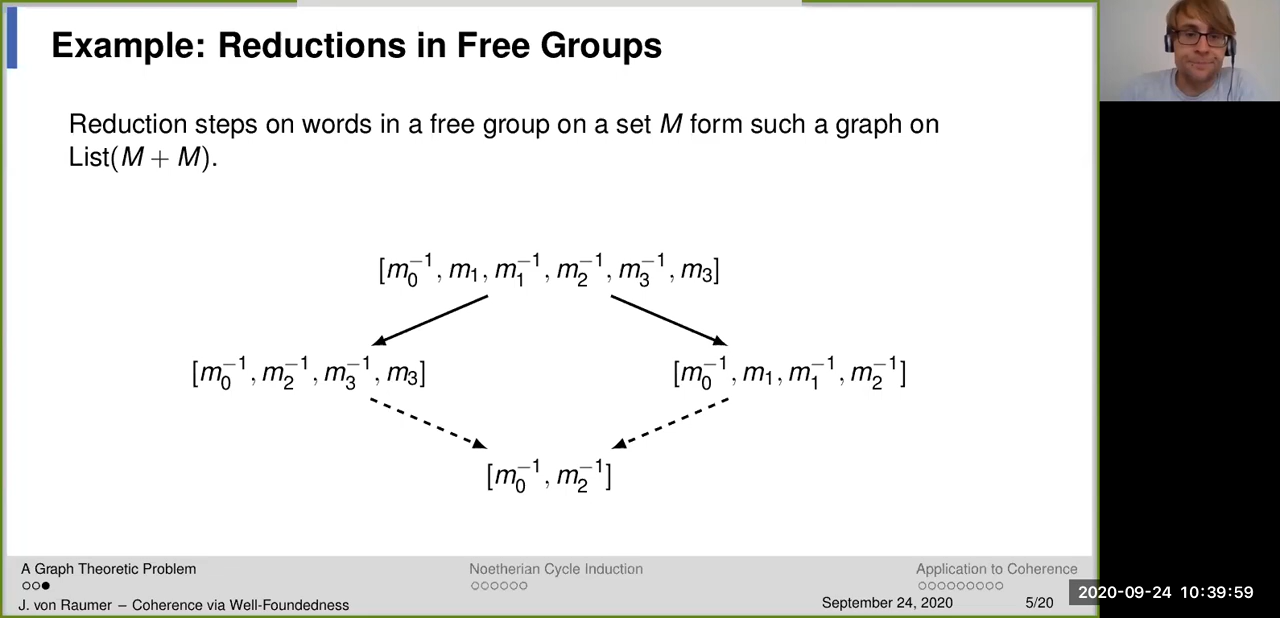 Example: Reductions in Free Groups
Reduction steps on words in a free group on a set M form such a graph on
List(M + M).
[m₀⁻¹, m₁, m₁⁻¹, m₂⁻¹, m₃⁻¹, m₃]
[m₀⁻¹, m₂⁻¹, m₃⁻¹, m₃] [m₀⁻¹, m₁, m₁⁻¹, m₂⁻¹]
[m₀⁻¹, m₂⁻¹]
A Graph Theoretic Problem Noetherian Cycle Induction Application to Coherence
J. von Raumer – Coherence via Well-Foundedness September 24, 2020 5/20
2020-09-24 10:39:59